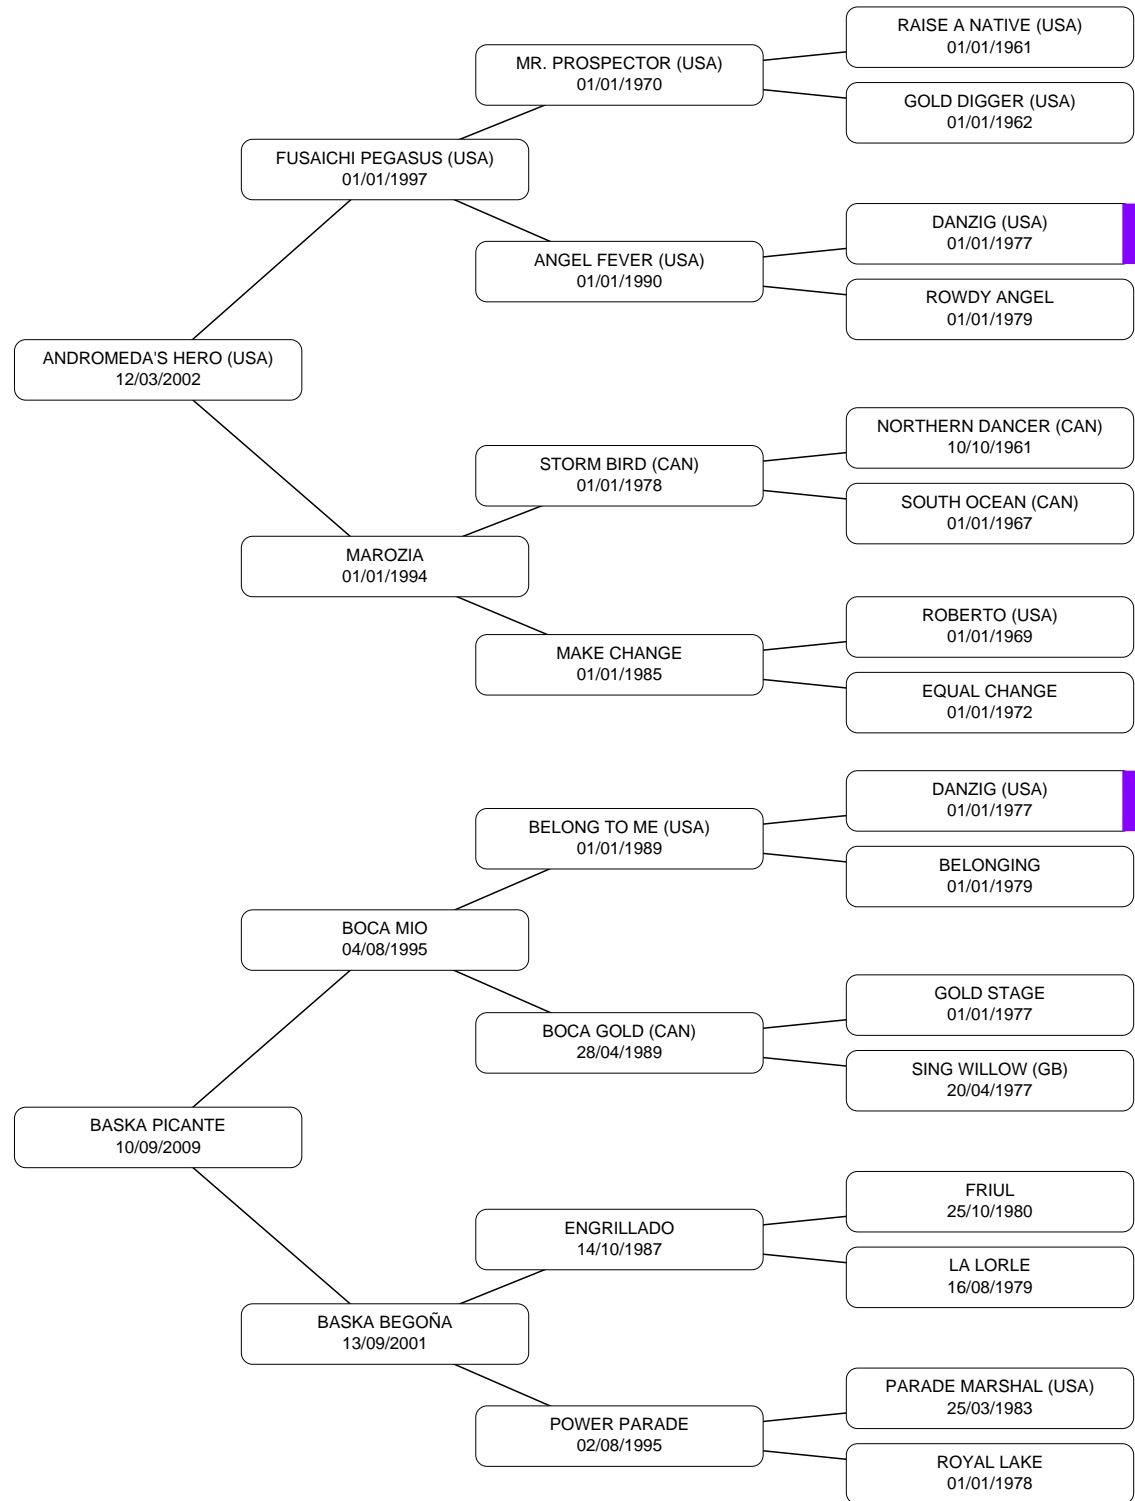 RAISE A NATIVE (USA)
01/01/1961
MR. PROSPECTOR (USA)
01/01/1970
GOLD DIGGER (USA)
01/01/1962
FUSAICHI PEGASUS (USA)
01/01/1997
DANZIG (USA)
01/01/1977
ANGEL FEVER (USA)
01/01/1990
ROWDY ANGEL
01/01/1979
ANDROMEDA'S HERO (USA)
12/03/2002
NORTHERN DANCER (CAN)
10/10/1961
STORM BIRD (CAN)
01/01/1978
SOUTH OCEAN (CAN)
01/01/1967
MAROZIA
01/01/1994
ROBERTO (USA)
01/01/1969
MAKE CHANGE
01/01/1985
EQUAL CHANGE
01/01/1972
DANZIG (USA)
01/01/1977
BELONG TO ME (USA)
01/01/1989
BELONGING
01/01/1979
BOCA MIO
04/08/1995
GOLD STAGE
01/01/1977
BOCA GOLD (CAN)
28/04/1989
SING WILLOW (GB)
20/04/1977
BASKA PICANTE
10/09/2009
FRIUL
25/10/1980
ENGRILLADO
14/10/1987
LA LORLE
16/08/1979
BASKA BEGOÑA
13/09/2001
PARADE MARSHAL (USA)
25/03/1983
POWER PARADE
02/08/1995
ROYAL LAKE
01/01/1978